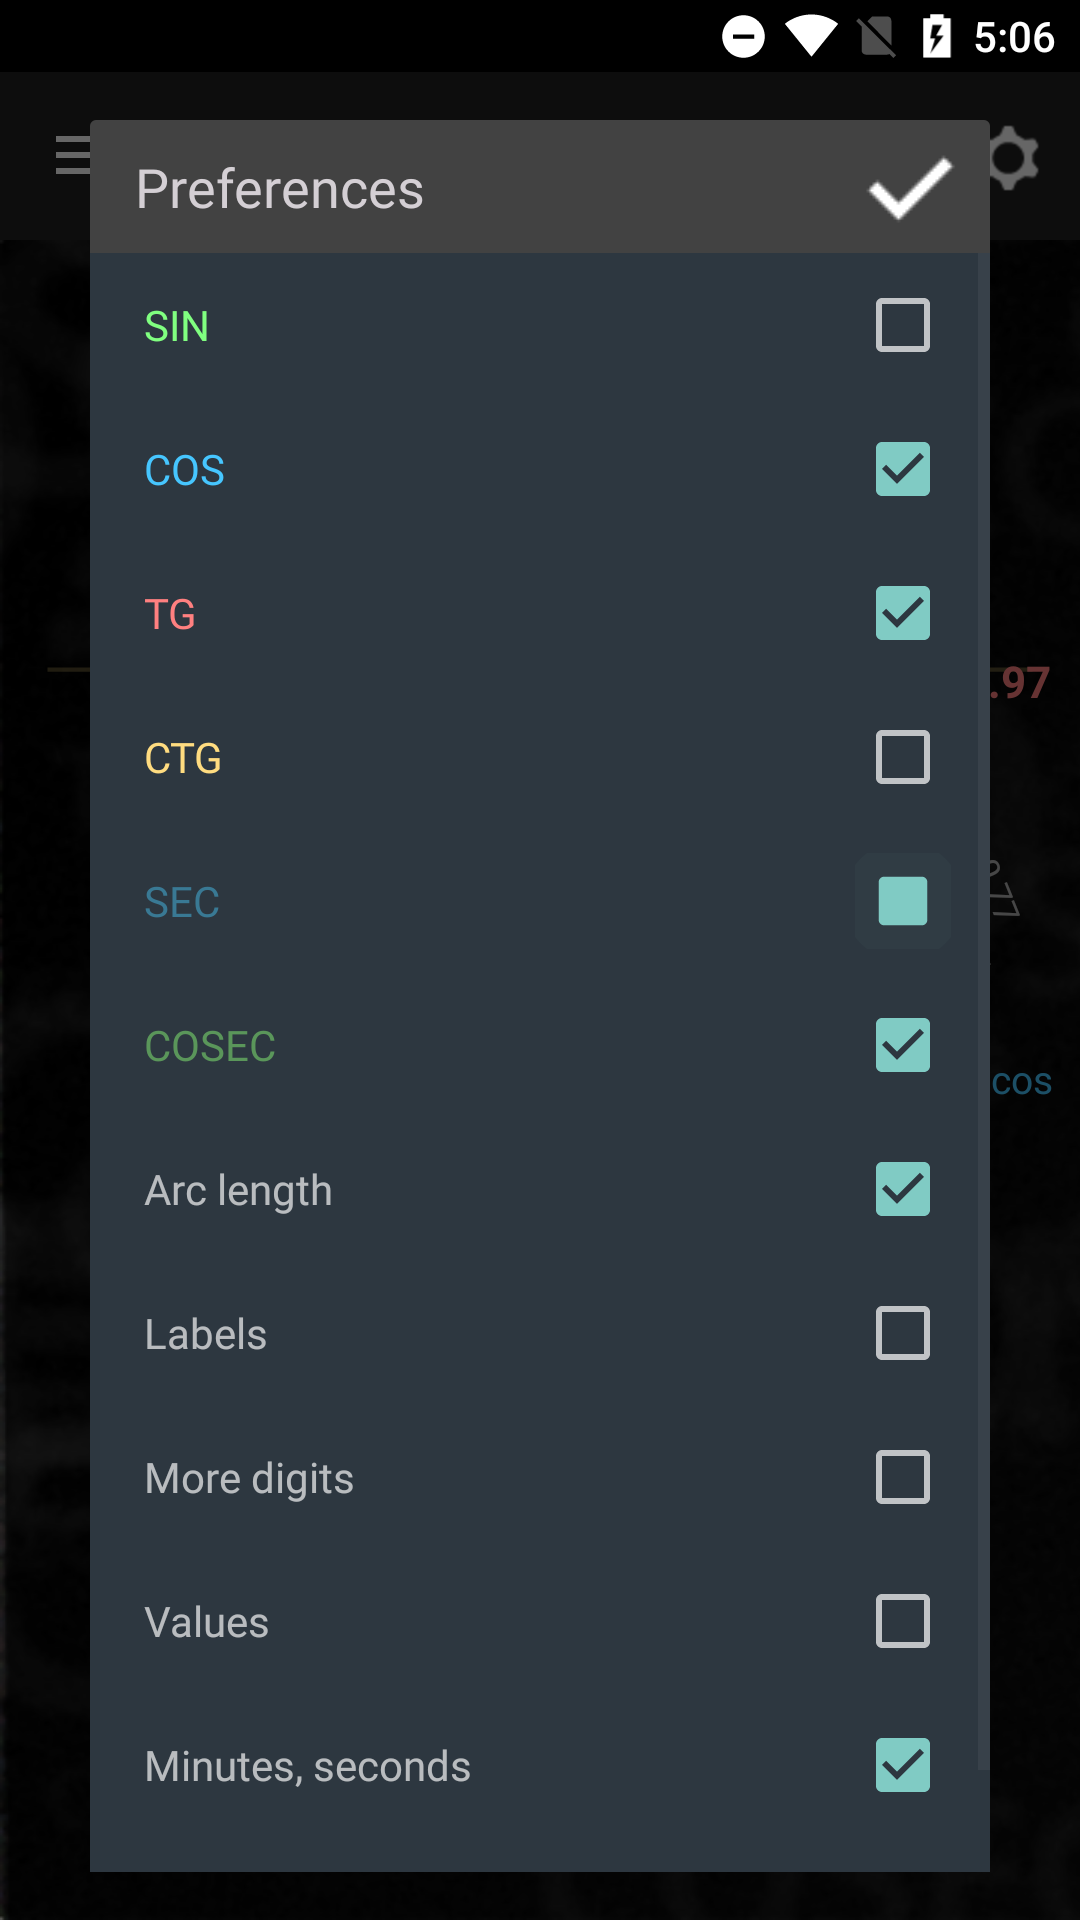 5:06
Preferences
SIN
COS
TG
.97
CTG
SEC
COSEC
cos
Arc length
Labels
More digits
Values
Minutes, seconds